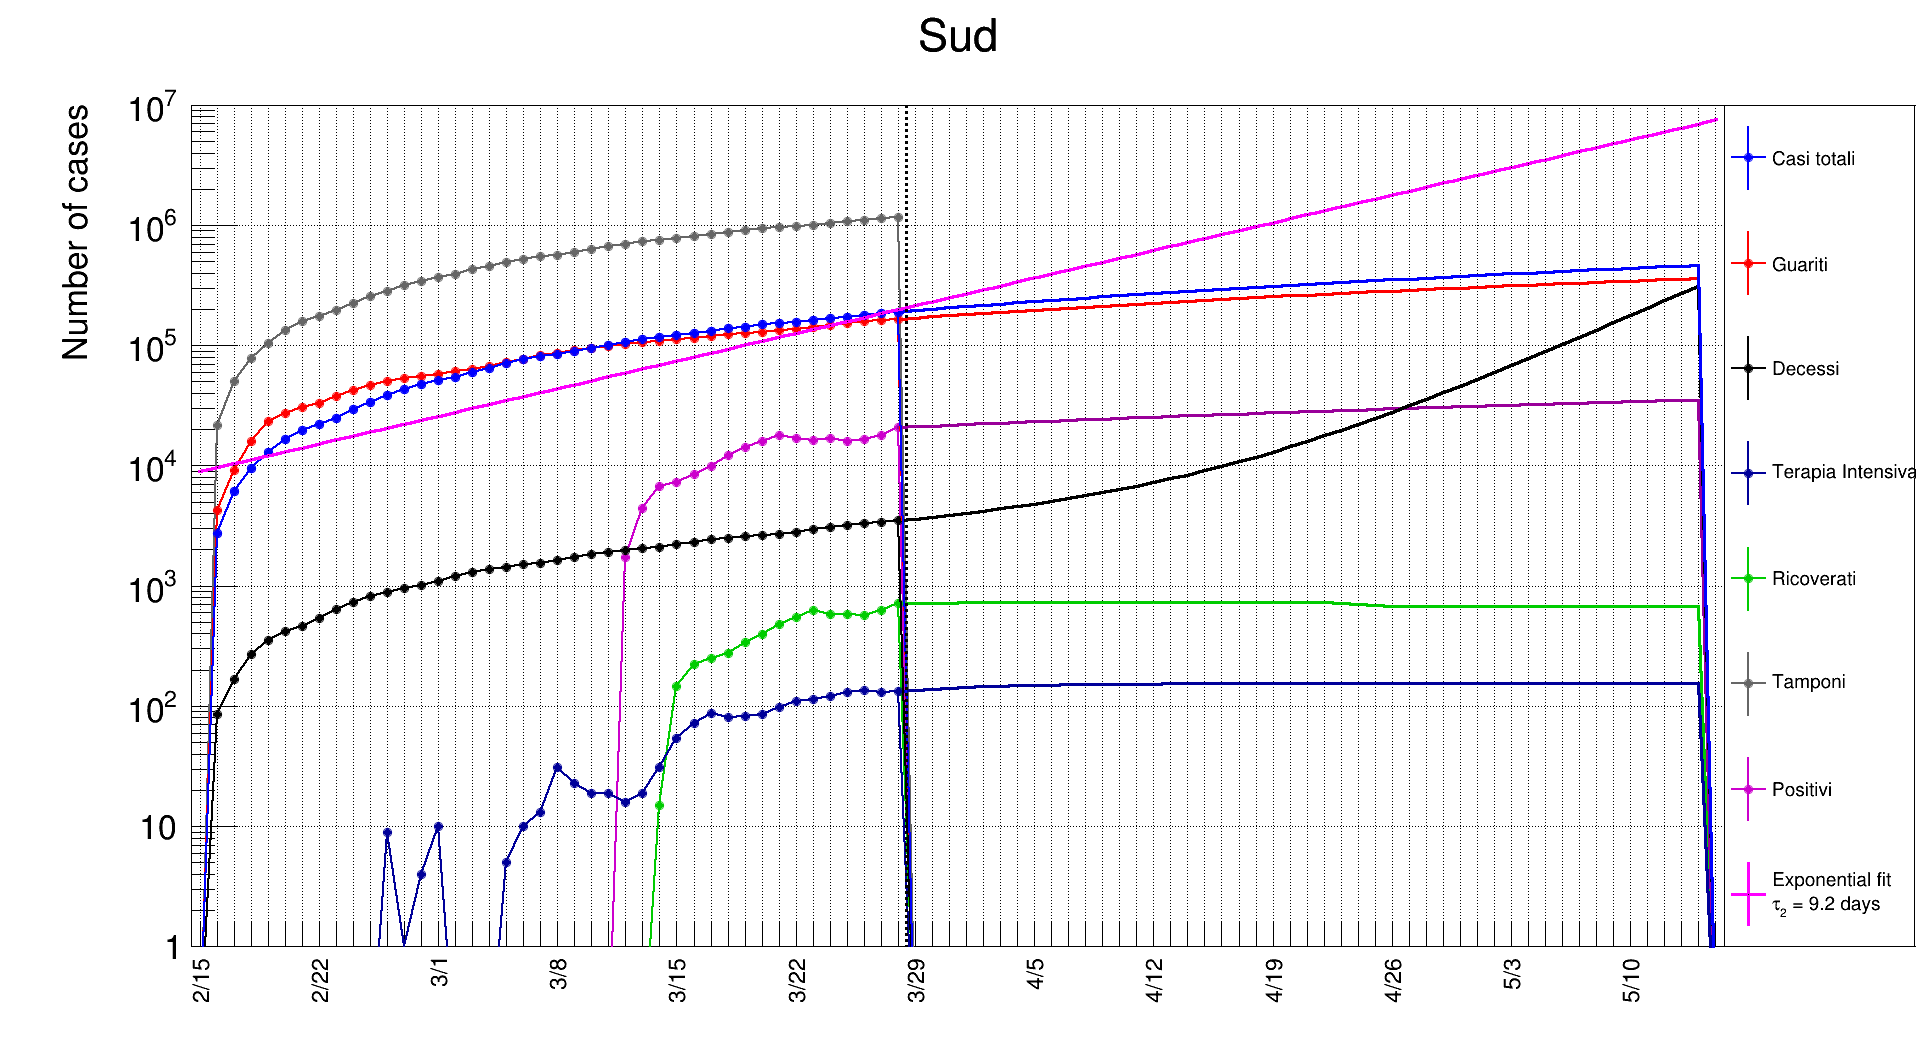 Sud
Number of cases
10^7
10^6
10^5
10^4
10^3
10^2
10
1
2/15
2/22
3/1
3/8
3/15
3/22
3/29
4/5
4/12
4/19
4/26
5/3
5/10
Casi totali
Guariti
Decessi
Terapia Intensiva
Ricoverati
Tamponi
Positivi
Exponential fit
τ₂ = 9.2 days